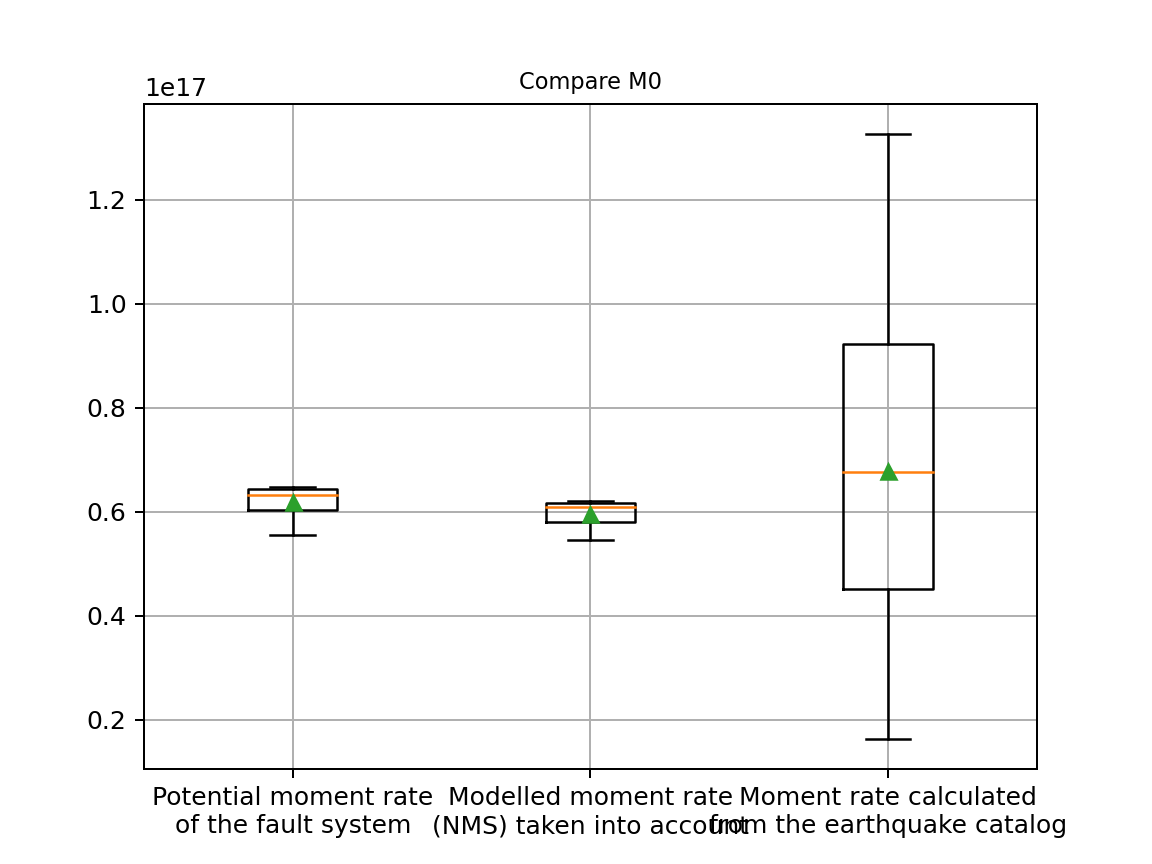 Compare M0
1e17
1.2
1.0
0.8
0.6
0.4
0.2
Potential moment rate
of the fault system
Modelled moment rate
(NMS) taken into account
Moment rate calculated
from the earthquake catalog